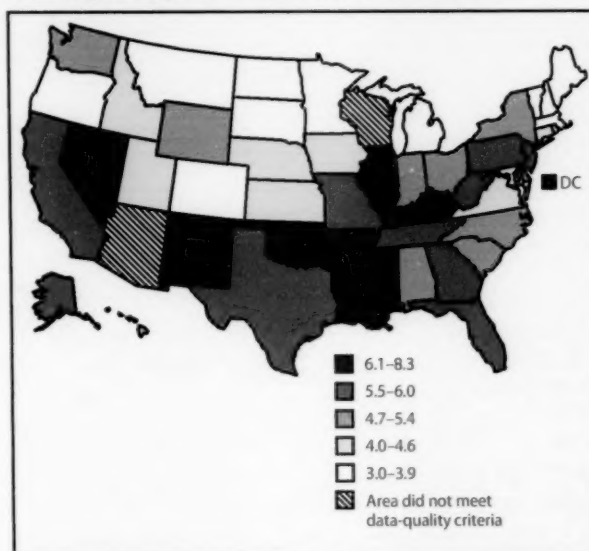 DC
6.1–8.3
5.5–6.0
4.7–5.4
4.0–4.6
3.0–3.9
Area did not meet
data-quality criteria